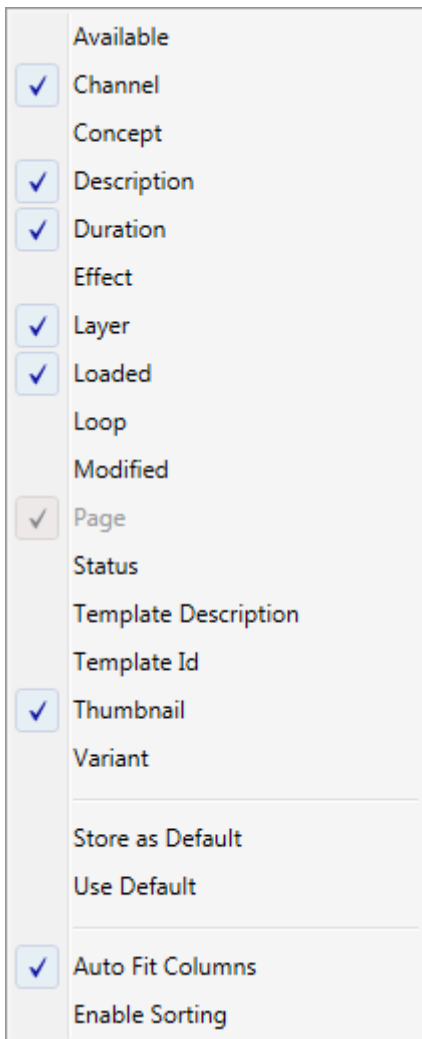 Available
Channel
Concept
Description
Duration
Effect
Layer
Loaded
Loop
Modified
Page
Status
Template Description
Template Id
Thumbnail
Variant
Store as Default
Use Default
Auto Fit Columns
Enable Sorting